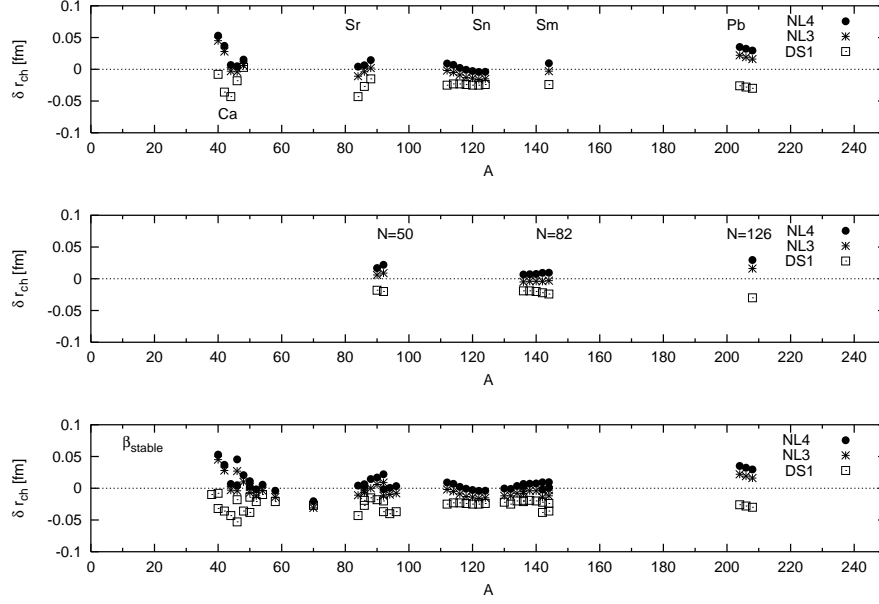 δ r_ch [fm]
0.1
0.05
0
-0.05
-0.1
Sr Sn Sm Pb
Ca
NL4
NL3
DS1
0 20 40 60 80 100 120 140 160 180 200 220 240
A
δ r_ch [fm]
0.1
0.05
0
-0.05
-0.1
N=50 N=82 N=126
NL4
NL3
DS1
0 20 40 60 80 100 120 140 160 180 200 220 240
A
δ r_ch [fm]
0.1
0.05
0
-0.05
-0.1
β_stable
NL4
NL3
DS1
0 20 40 60 80 100 120 140 160 180 200 220 240
A